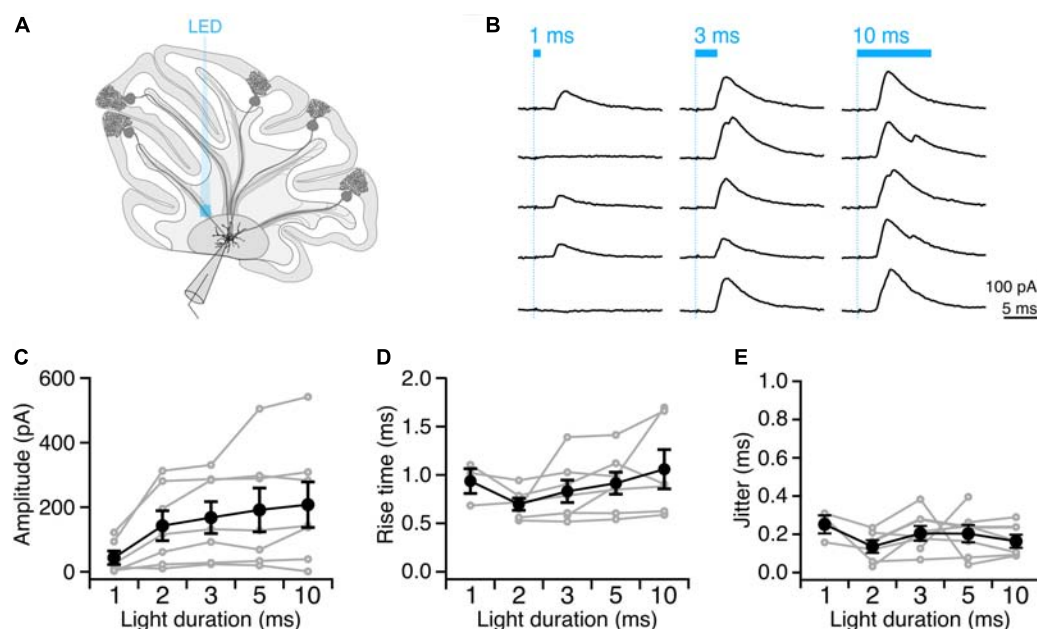 A
LED
B
1 ms
3 ms
10 ms
100 pA
5 ms
C
600
400
200
0
Amplitude (pA)
1 2 3 5 10
Light duration (ms)
D
2.0
1.5
1.0
0.5
0.0
Rise time (ms)
1 2 3 5 10
Light duration (ms)
E
1.0
0.8
0.6
0.4
0.2
0.0
Jitter (ms)
1 2 3 5 10
Light duration (ms)